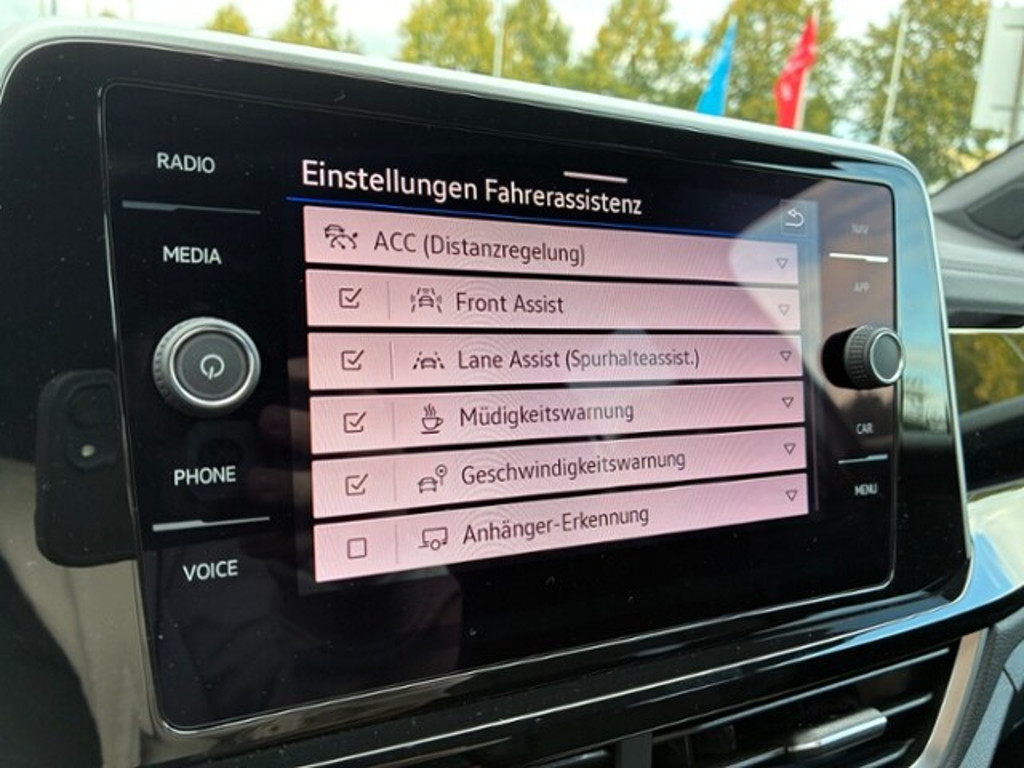 RADIO
MEDIA
PHONE
VOICE
Einstellungen Fahrerassistenz
ACC (Distanzregelung)
Front Assist
Lane Assist (Spurhalteassist.)
Müdigkeitswarnung
Geschwindigkeitswarnung
Anhänger-Erkennung
NAV
APP
CAR
MENU